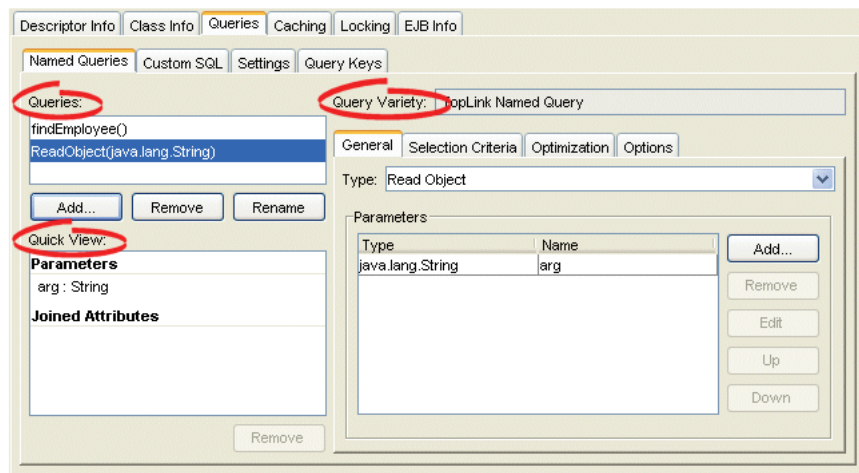 Descriptor Info Class Info Queries Caching Locking EJB Info
Named Queries Custom SQL Settings Query Keys
Queries:
findEmployee()
ReadObject(java.lang.String)
Add... Remove Rename
Quick View:
Parameters
arg : String
Joined Attributes
Remove
Query Variety: TopLink Named Query
General Selection Criteria Optimization Options
Type: Read Object
Parameters
Type Name
java.lang.String arg
Add...
Remove
Edit
Up
Down